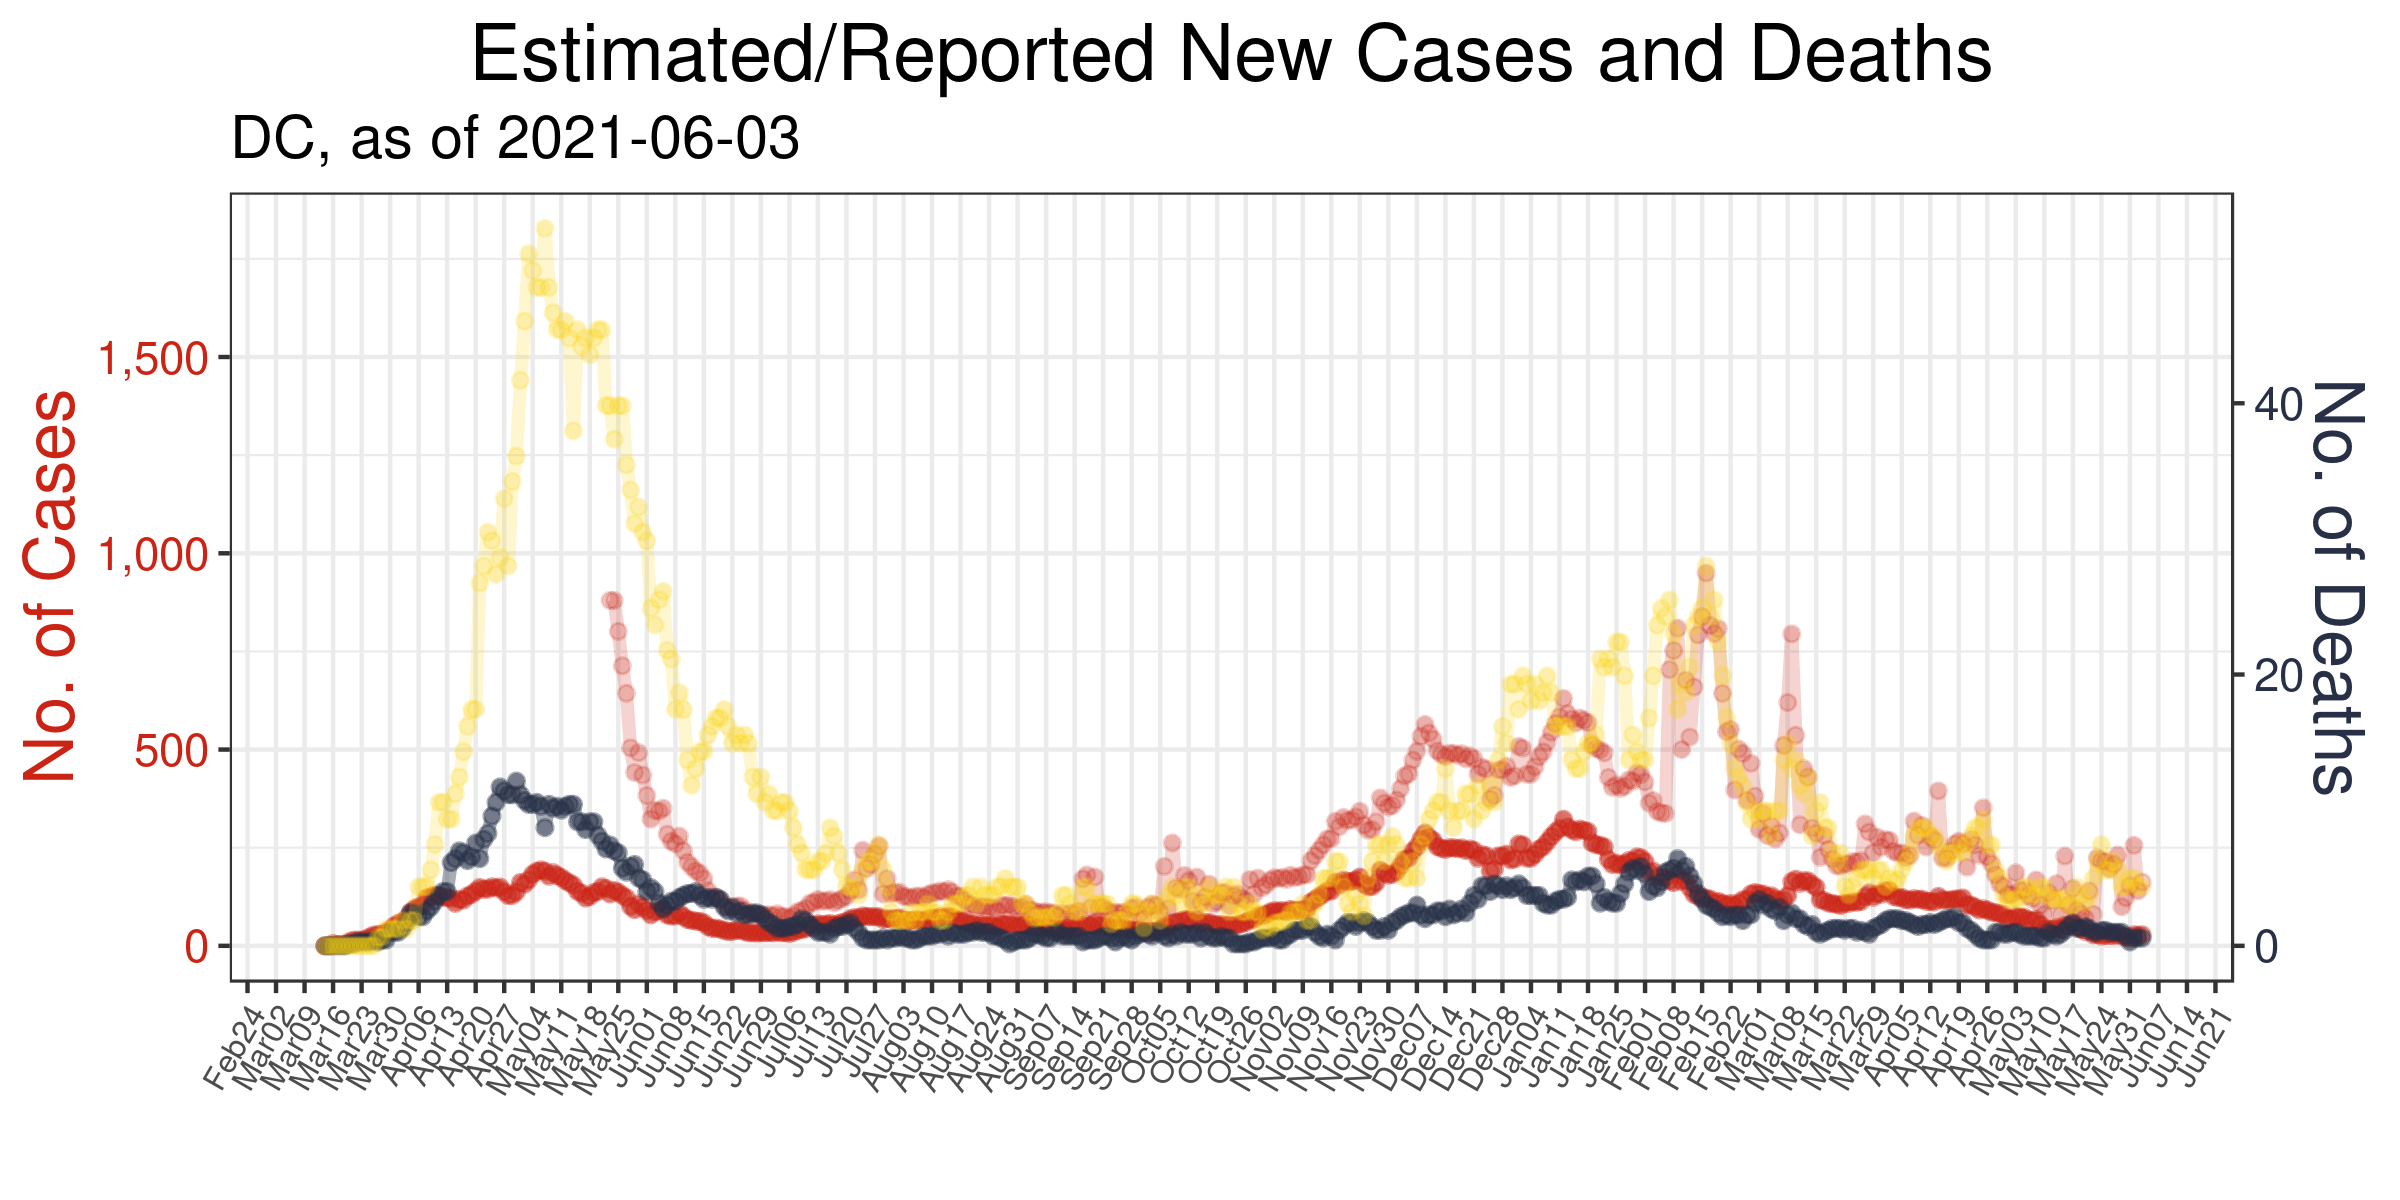 Estimated/Reported New Cases and Deaths
DC, as of 2021-06-03
No. of Cases
1,500
1,000
500
0
40
20
0
No. of Deaths
Feb24
Mar02
Mar09
Mar16
Mar23
Mar30
Apr06
Apr13
Apr20
Apr27
May04
May11
May18
May25
Jun01
Jun08
Jun15
Jun22
Jun29
Jul06
Jul13
Jul20
Jul27
Aug03
Aug10
Aug17
Aug24
Aug31
Sep07
Sep14
Sep21
Sep28
Oct05
Oct12
Oct19
Oct26
Nov02
Nov09
Nov16
Nov23
Nov30
Dec07
Dec14
Dec21
Dec28
Jan04
Jan11
Jan18
Jan25
Feb01
Feb08
Feb15
Feb22
Mar01
Mar08
Mar15
Mar22
Mar29
Apr05
Apr12
Apr19
Apr26
May03
May10
May17
May24
May31
Jun07
Jun14
Jun21